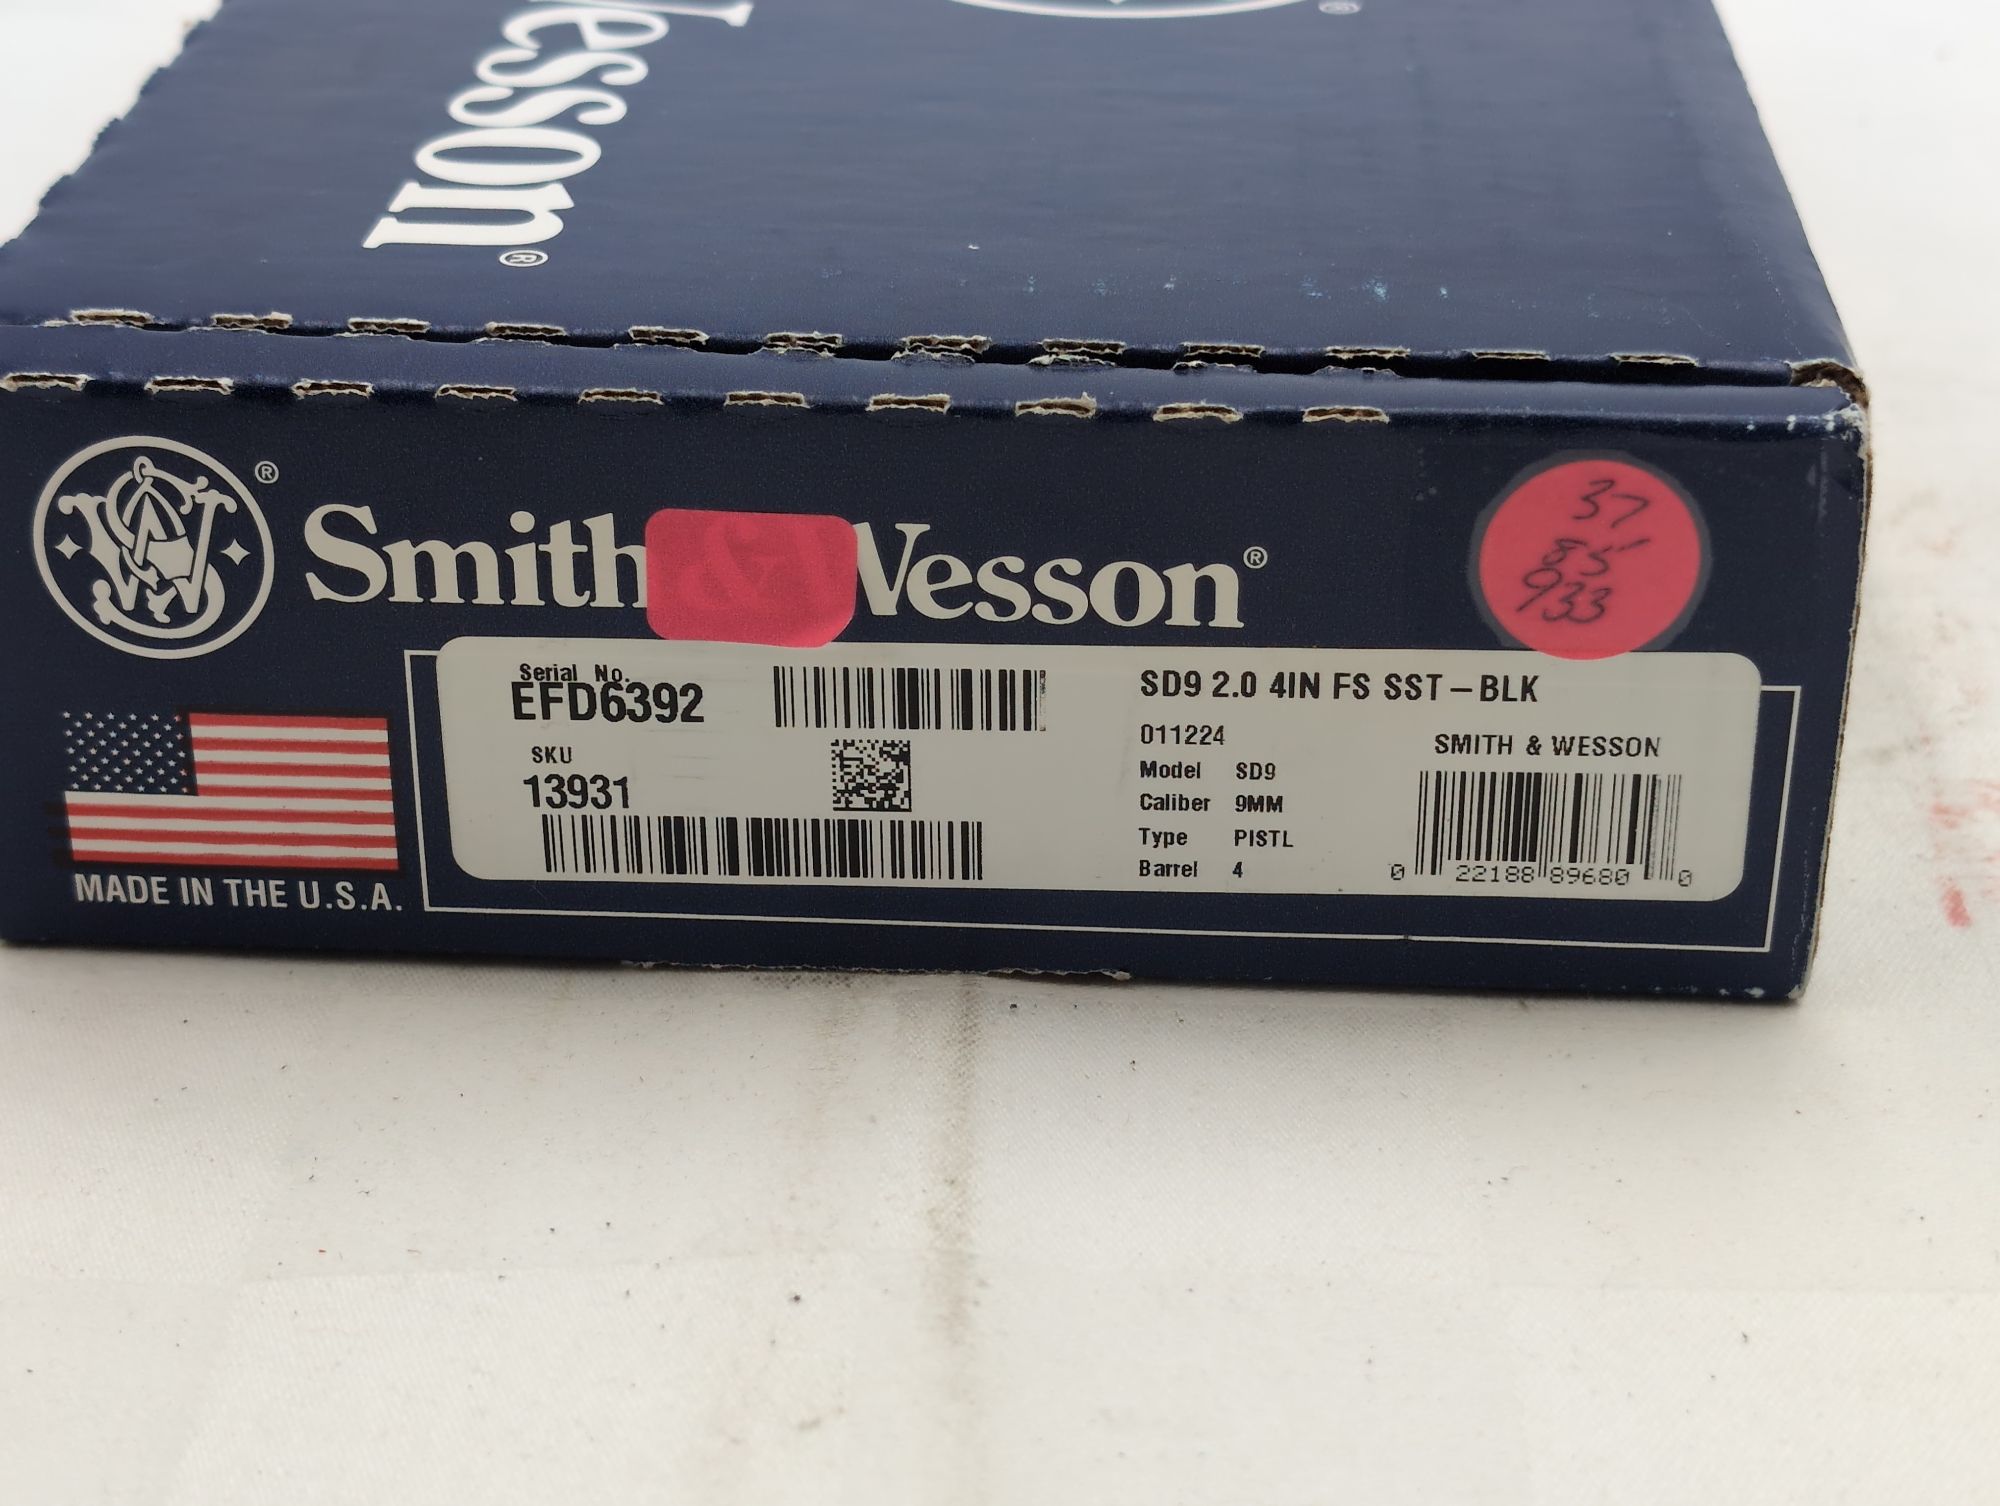 Wesson®
®
Smith & Wesson®
37
85
933
Serial No.
EFD6392
SKU
13931
SD9 2.0 4IN FS SST-BLK
011224
Model SD9
Caliber 9MM
Type PISTL
Barrel 4
SMITH & WESSON
0 22188 89680 0
MADE IN THE U.S.A.